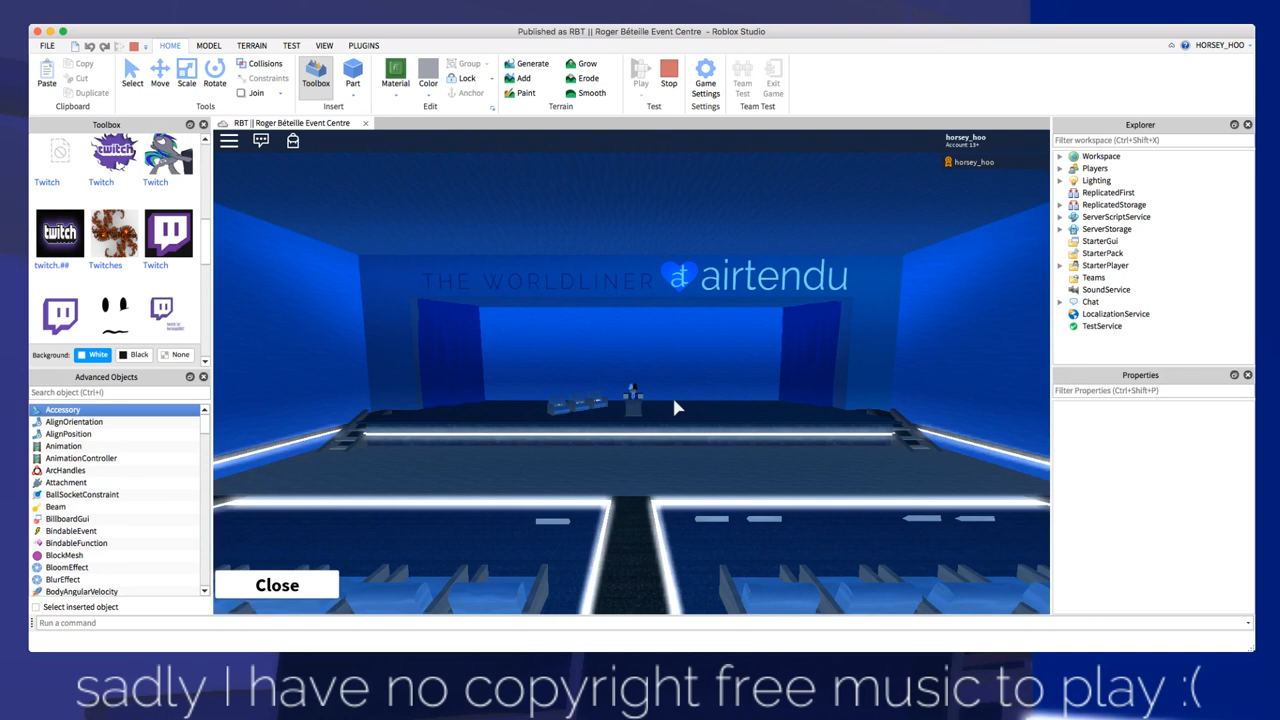 Published as RBT || Roger Béteille Event Centre - Roblox Studio
FILE HOME MODEL TERRAIN TEST VIEW PLUGINS HORSEY_HOO
Paste Copy Cut Duplicate
Select Move Scale Rotate Collisions Constraints Join
Toolbox Part
Material Color Group Lock Anchor
Generate Add Paint Grow Erode Smooth
Play Stop
Game Settings
Team Test Exit Game
Clipboard Tools Insert Edit Terrain Test Settings Team Test
Toolbox
Twitch Twitch Twitch
twitch
twitch
twitch.## Twitches Twitch
Background: White Black None
Advanced Objects
Search object (Ctrl+I)
Accessory
AlignOrientation
AlignPosition
Animation
AnimationController
ArcHandles
Attachment
BallSocketConstraint
Beam
BillboardGui
BindableEvent
BindableFunction
BlockMesh
BloomEffect
BlurEffect
BodyAngularVelocity
Select inserted object
Run a command
RBT || Roger Béteille Event Centre
horsey_hoo
Account: 13+
horsey_hoo
THE WORLDLINER at airtendu
Close
Explorer
Filter workspace (Ctrl+Shift+X)
Workspace
Players
Lighting
ReplicatedFirst
ReplicatedStorage
ServerScriptService
ServerStorage
StarterGui
StarterPack
StarterPlayer
Teams
SoundService
Chat
LocalizationService
TestService
Properties
Filter Properties (Ctrl+Shift+P)
sadly I have no copyright free music to play :(